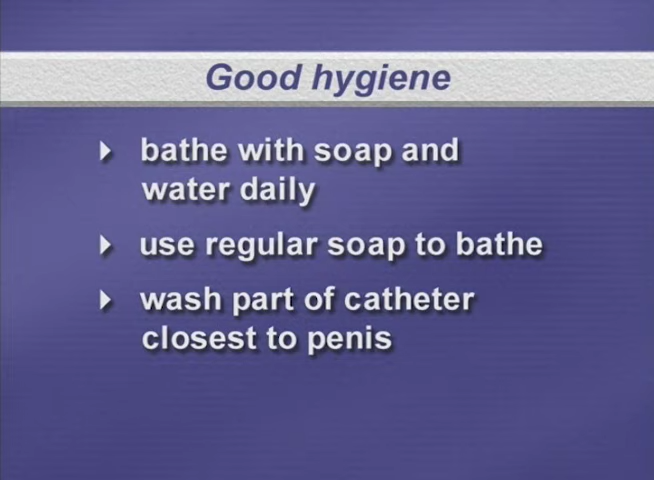 Good hygiene
bathe with soap and
water daily
use regular soap to bathe
wash part of catheter
closest to penis